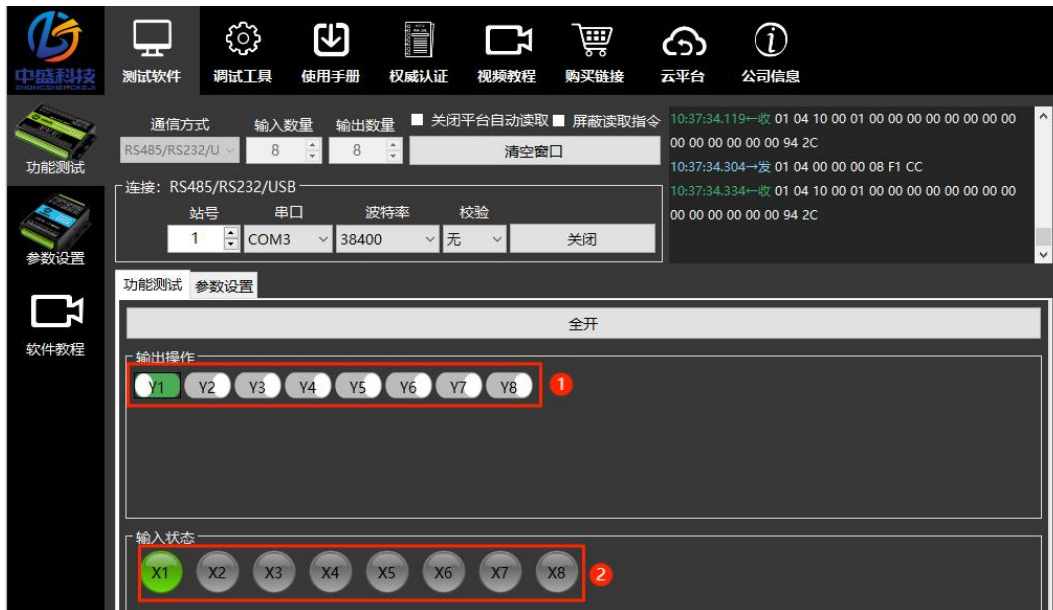 中盛科技
ZHONGSHENGKEJI
测试软件 调试工具 使用手册 权威认证 视频教程 购买链接 云平台 公司信息
功能测试
参数设置
软件教程
通信方式 输入数量 输出数量 关闭平台自动读取 屏蔽读取指令
RS485/RS232/U 8 8 清空窗口
连接: RS485/RS232/USB
站号 串口 波特率 校验
1 COM3 38400 无 关闭
10:37:34.119←收 01 04 10 00 01 00 00 00 00 00 00 00
00 00 00 00 00 00 94 2C
10:37:34.304→发 01 04 00 00 00 08 F1 CC
10:37:34.334←收 01 04 10 00 01 00 00 00 00 00 00 00
00 00 00 00 00 00 94 2C
功能测试 参数设置
全开
输出操作
Y1 Y2 Y3 Y4 Y5 Y6 Y7 Y8 1
输入状态
X1 X2 X3 X4 X5 X6 X7 X8 2